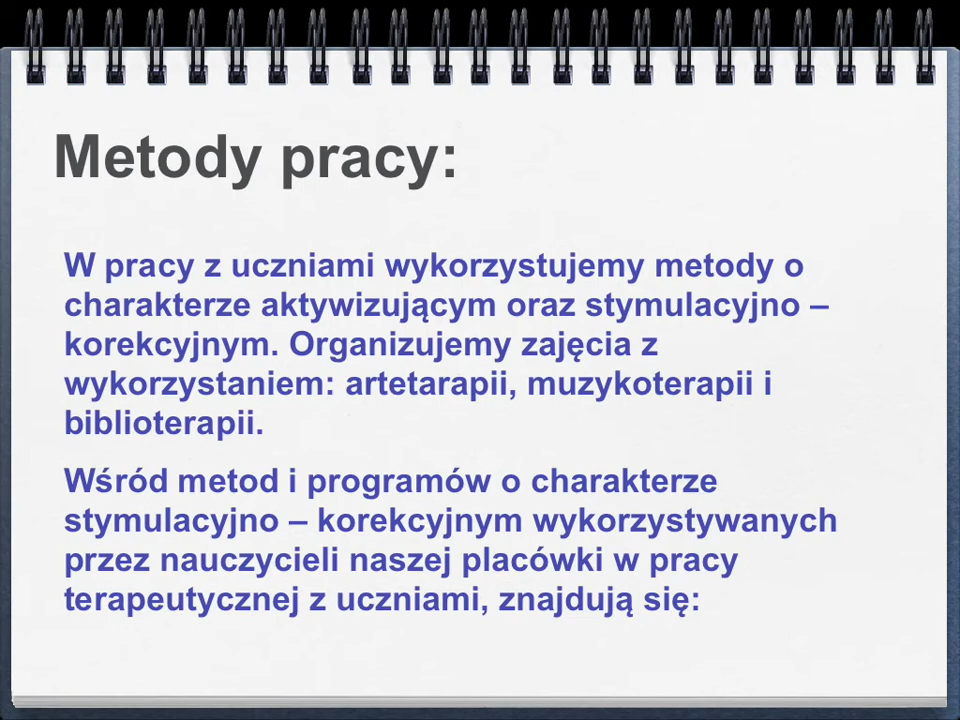 Metody pracy:
W pracy z uczniami wykorzystujemy metody o
charakterze aktywizującym oraz stymulacyjno –
korekcyjnym. Organizujemy zajęcia z
wykorzystaniem: artetarapii, muzykoterapii i
biblioterapii.
Wśród metod i programów o charakterze
stymulacyjno – korekcyjnym wykorzystywanych
przez nauczycieli naszej placówki w pracy
terapeutycznej z uczniami, znajdują się: